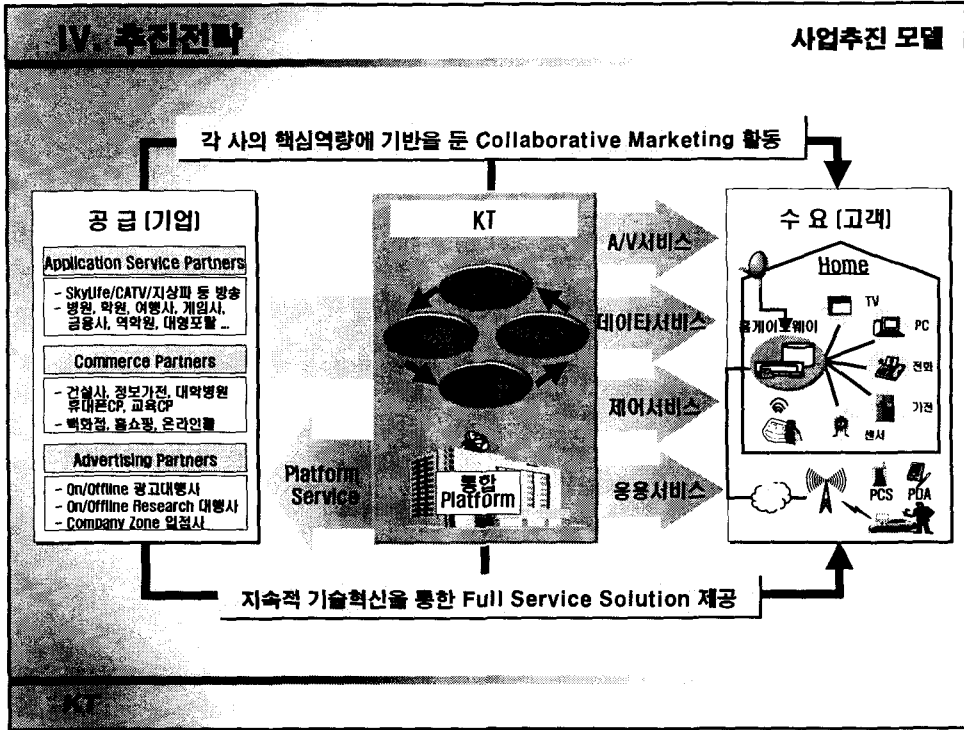 IV. 추진전략
사업추진 모델
각 사의 핵심역량에 기반을 둔 Collaborative Marketing 활동
공 급 (기업)
Application Service Partners
- SkyLife/CATV/지상파 등 방송
- 병원, 학원, 여행사, 게임사,
금융사, 역학원, 대형포탈 ...
Commerce Partners
- 건설사, 정보가전, 대학병원
휴대폰CP, 교육CP
- 백화점, 홈쇼핑, 온라인몰
Advertising Partners
- On/Offline 광고대행사
- On/Offline Research 대행사
- Company Zone 입점사
Platform
Service
KT
통합
Platform
A/V서비스
데이타서비스
제어서비스
응용서비스
수 요 (고객)
Home
홈게이트웨이
TV
PC
전화
가전
센서
PCS
PDA
지속적 기술혁신을 통한 Full Service Solution 제공
KT